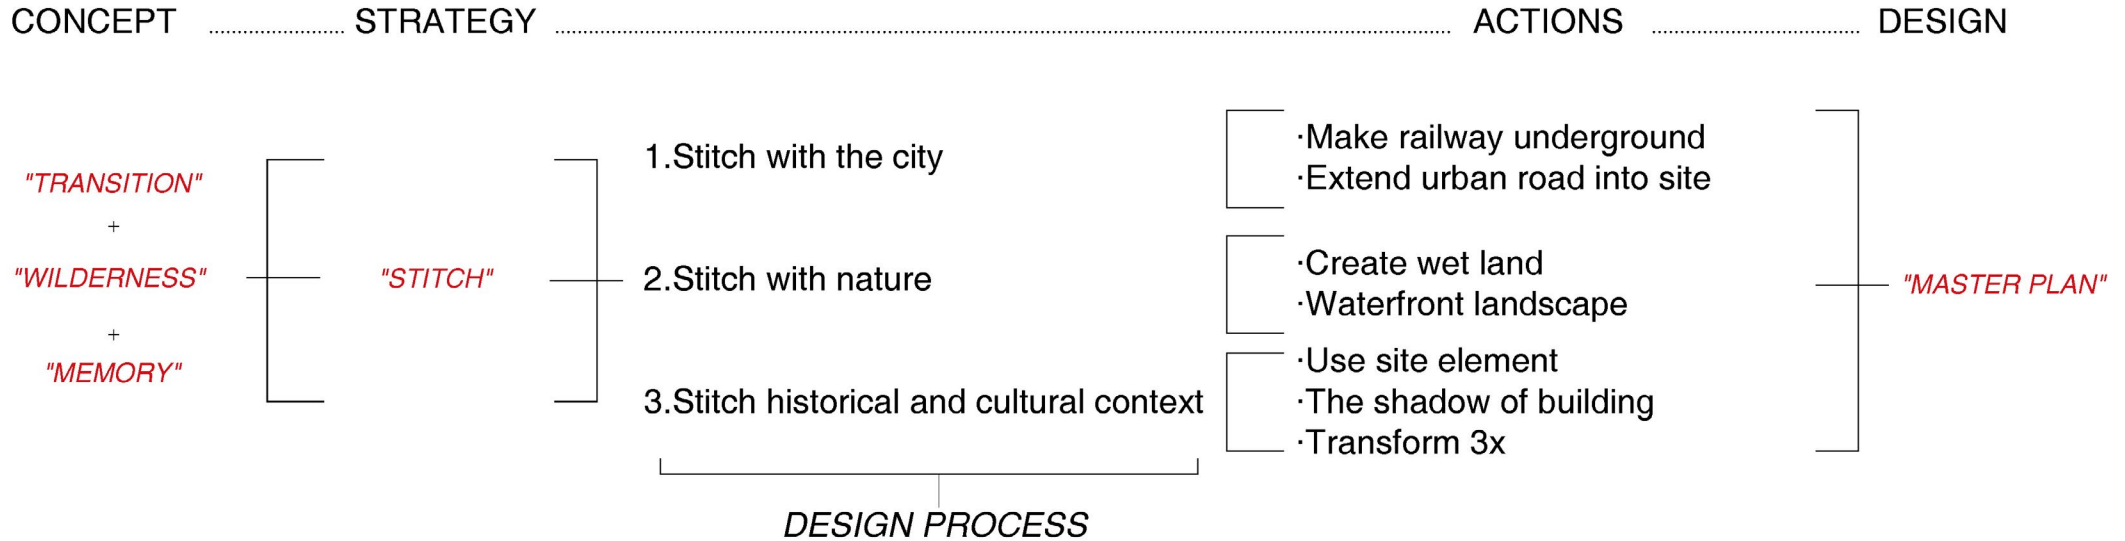 CONCEPT STRATEGY ACTIONS DESIGN
"TRANSITION"
+
"WILDERNESS"
+
"MEMORY"
"STITCH"
1.Stitch with the city
2.Stitch with nature
3.Stitch historical and cultural context
DESIGN PROCESS
·Make railway underground
·Extend urban road into site
·Create wet land
·Waterfront landscape
·Use site element
·The shadow of building
·Transform 3x
"MASTER PLAN"